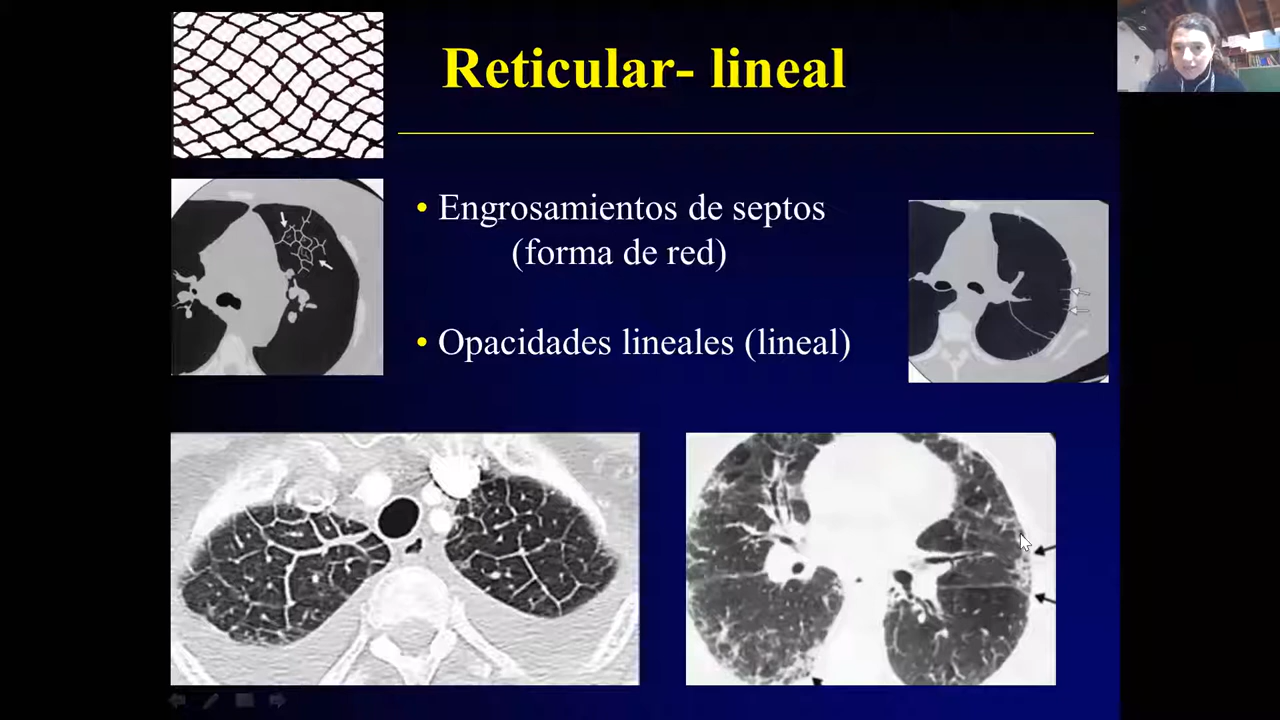 Reticular- lineal
• Engrosamientos de septos
(forma de red)
• Opacidades lineales (lineal)